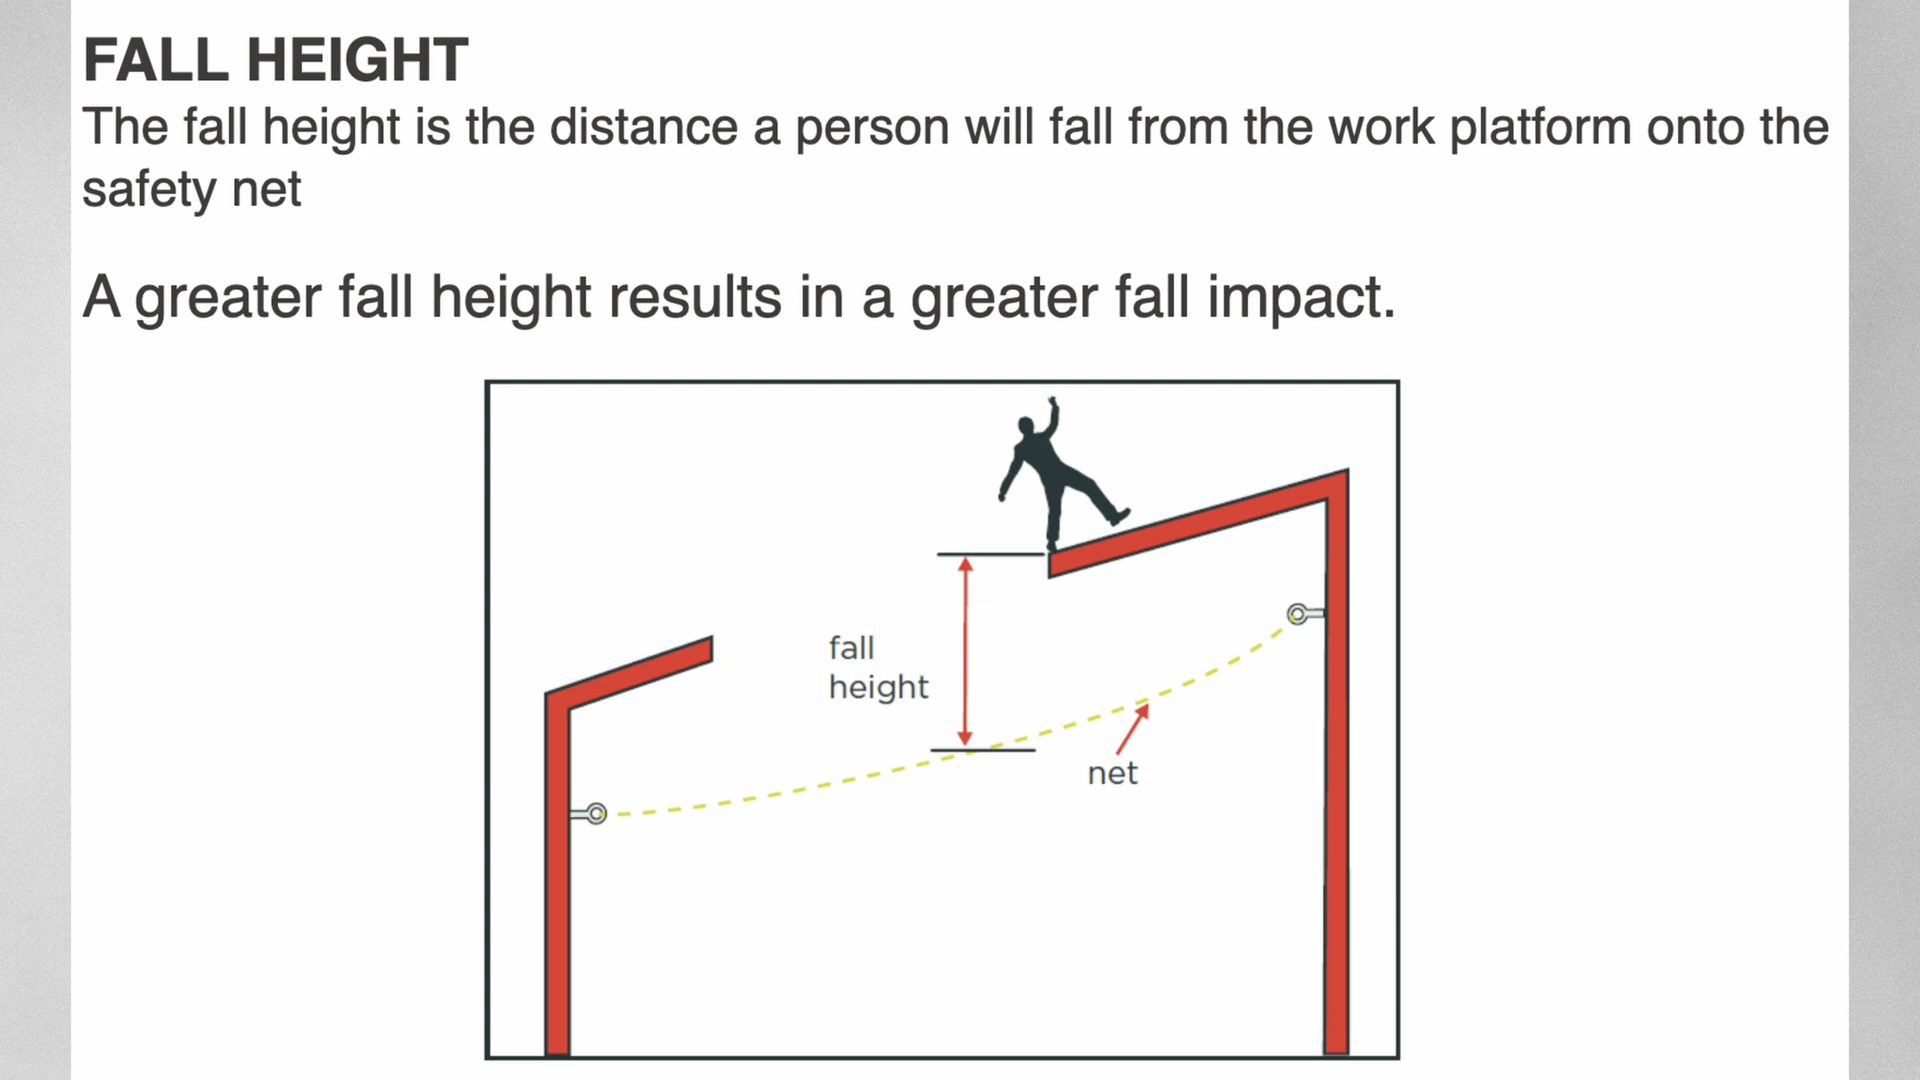 FALL HEIGHT
The fall height is the distance a person will fall from the work platform onto the
safety net
A greater fall height results in a greater fall impact.
fall
height
net